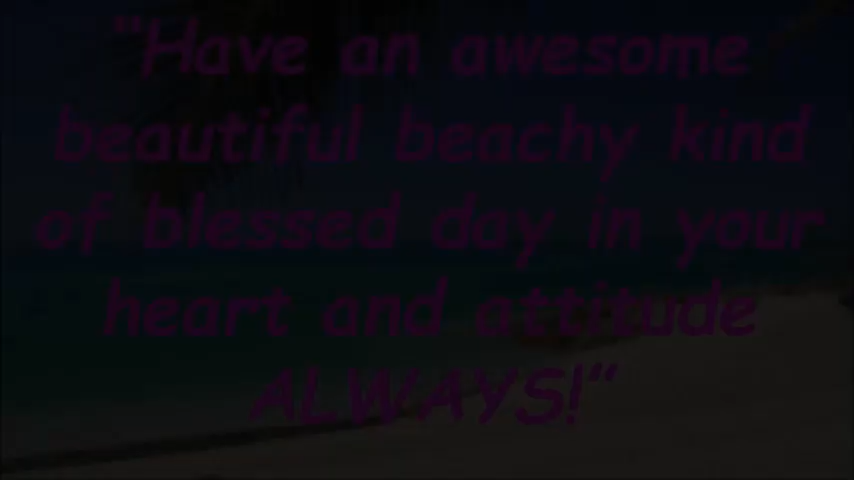 “Have an awesome
beautiful beachy kind
of blessed day in your
heart and attitude
ALWAYS!“